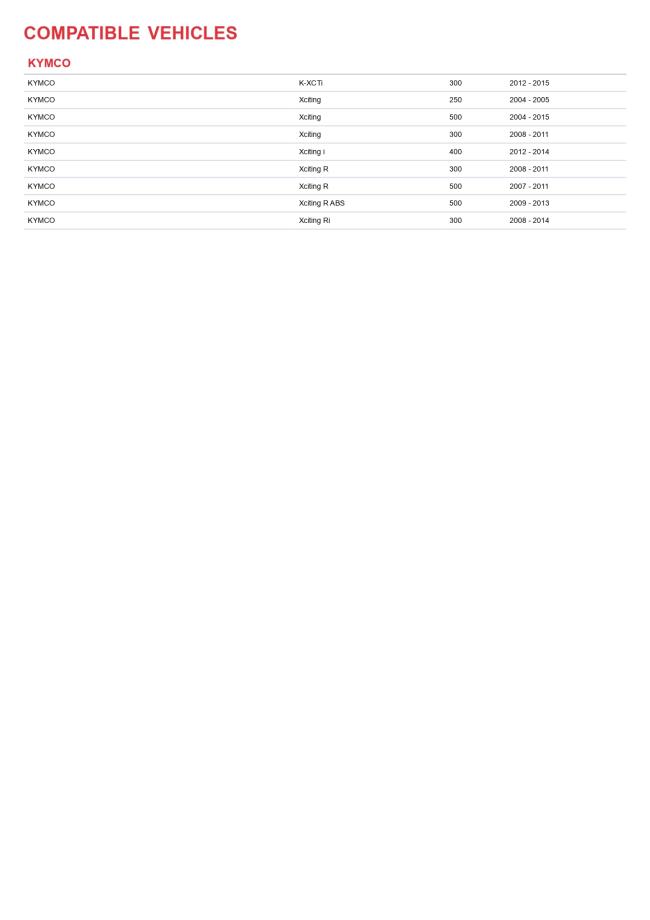 COMPATIBLE VEHICLES
KYMCO
KYMCO K-XCTi 300 2012 - 2015
KYMCO Xciting 250 2004 - 2005
KYMCO Xciting 500 2004 - 2015
KYMCO Xciting 300 2008 - 2011
KYMCO Xciting i 400 2012 - 2014
KYMCO Xciting R 300 2008 - 2011
KYMCO Xciting R 500 2007 - 2011
KYMCO Xciting R ABS 500 2009 - 2013
KYMCO Xciting Ri 300 2008 - 2014